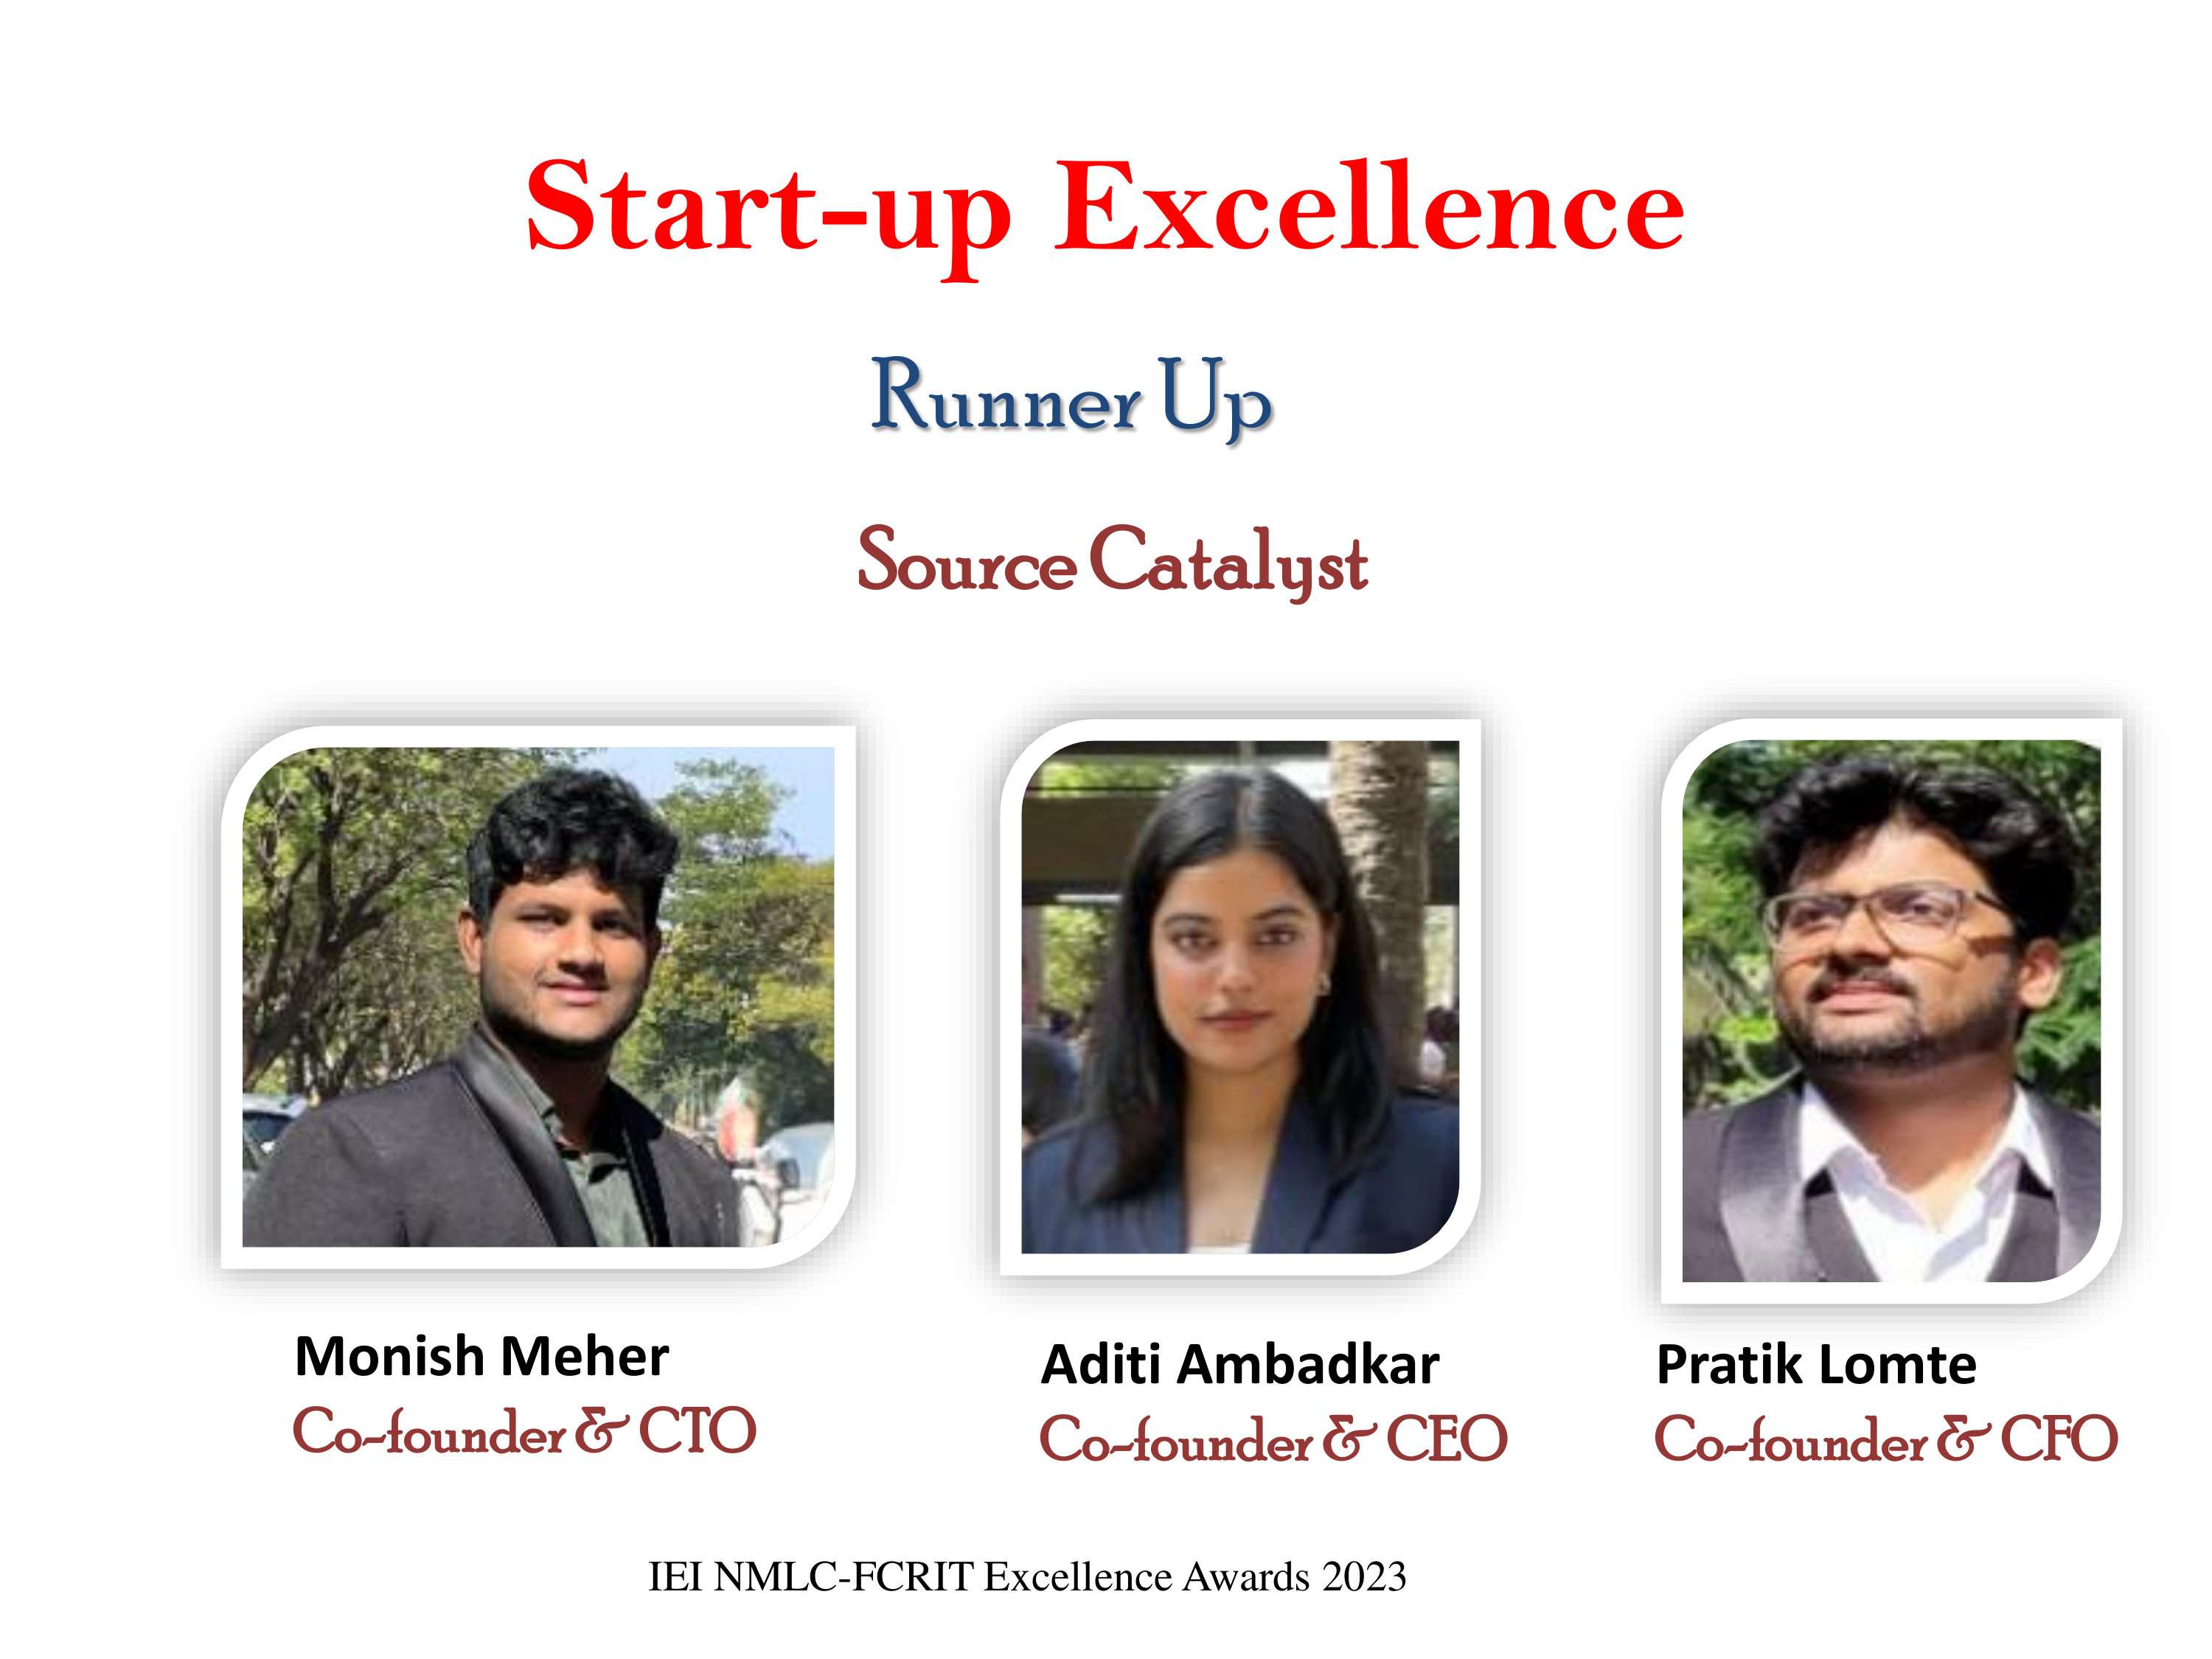 Start-up Excellence
Runner Up
Source Catalyst
Monish Meher
Co-founder & CTO
Aditi Ambadkar
Co-founder & CEO
Pratik Lomte
Co-founder & CFO
IEI NMLC-FCRIT Excellence Awards 2023